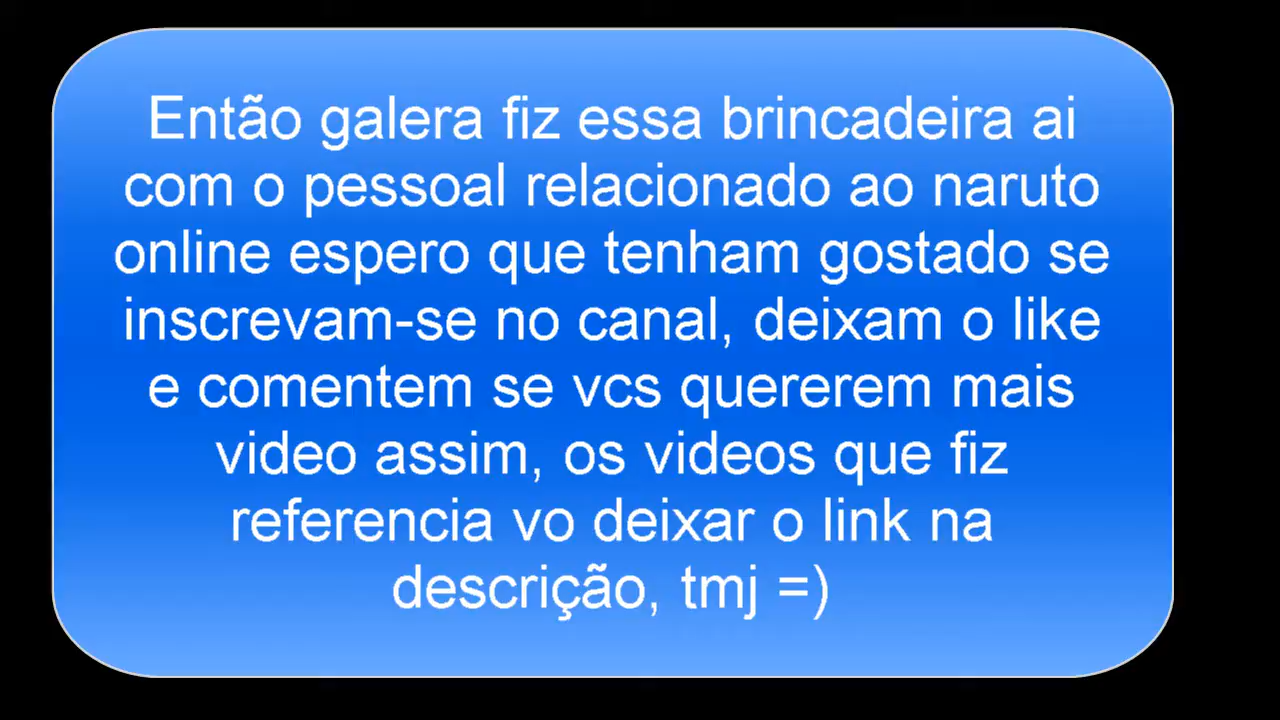 Então galera fiz essa brincadeira ai
com o pessoal relacionado ao naruto
online espero que tenham gostado se
inscrevam-se no canal, deixam o like
e comentem se vcs quererem mais
video assim, os videos que fiz
referencia vo deixar o link na
descrição, tmj =)